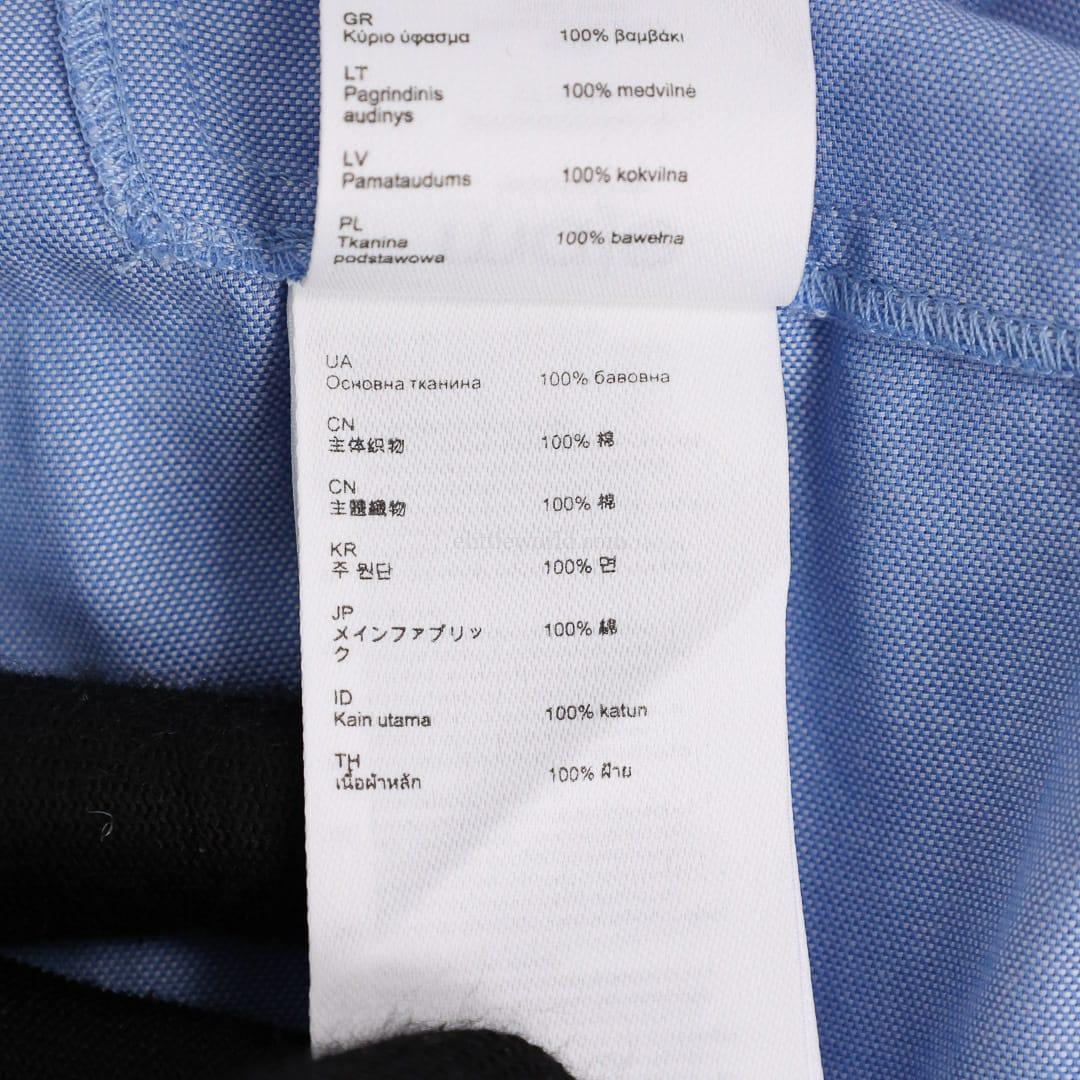 GR
Κύριο ύφασμα 100% βαμβάκι
LT
Pagrindinis 100% medvilnė
audinys
LV
Pamataudums 100% kokvilna
PL
Tkanina 100% bawełna
podstawowa
UA
Основна тканина 100% бавовна
CN
主体织物 100% 棉
CN
主體織物 100% 棉
KR
주 원단 100% 면
JP
メインファブリッ 100% 綿
ク
ID
Kain utama 100% katun
TH
เนื้อผ้าหลัก 100% ฝ้าย